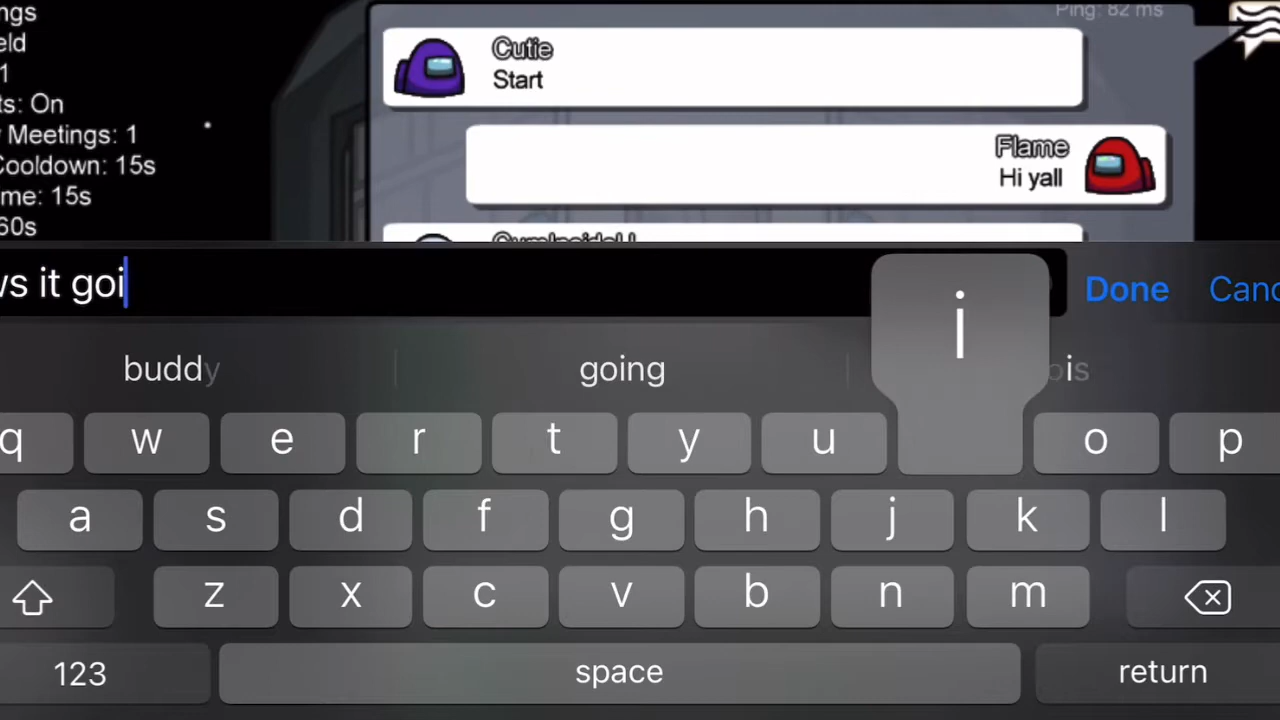 Ping: 82 ms
ngs
eld
1
ts: On
Meetings: 1
Cooldown: 15s
me: 15s
60s
Cutie
Start
Flame
Hi yall
ws it goi
Done
Canc
buddy
going
ois
q w e r t y u i o p
a s d f g h j k l
z x c v b n m
123
space
return